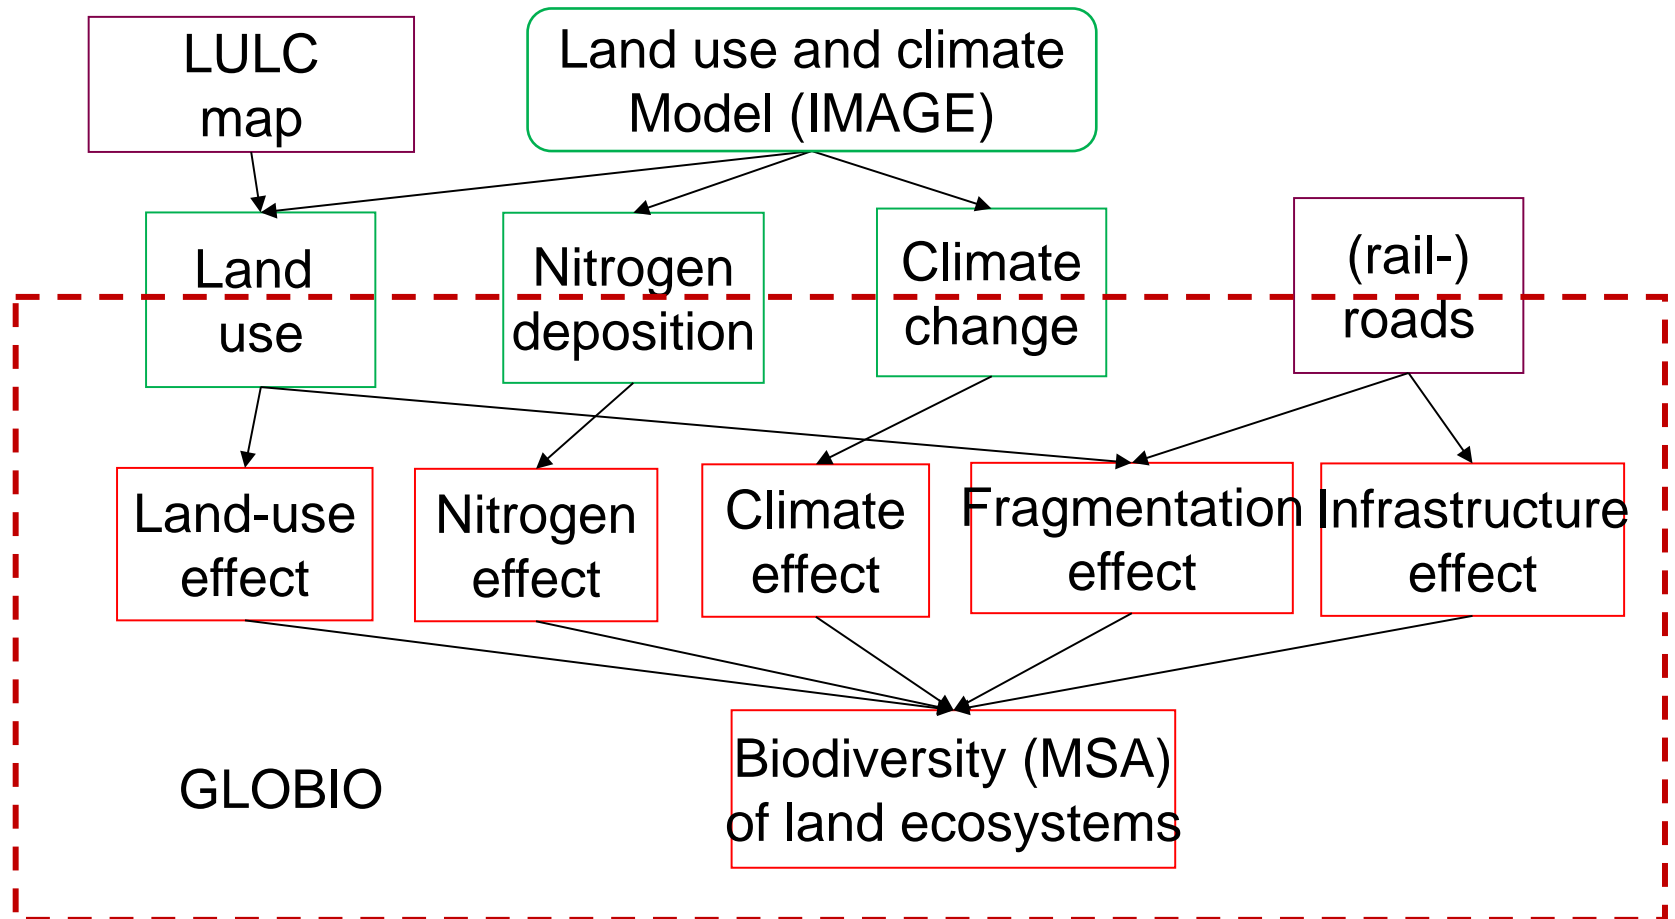 LULC
map
Land use and climate
Model (IMAGE)
Land
use
Nitrogen
deposition
Climate
change
(rail-)
roads
Land-use
effect
Nitrogen
effect
Climate
effect
Fragmentation
effect
Infrastructure
effect
GLOBIO
Biodiversity (MSA)
of land ecosystems